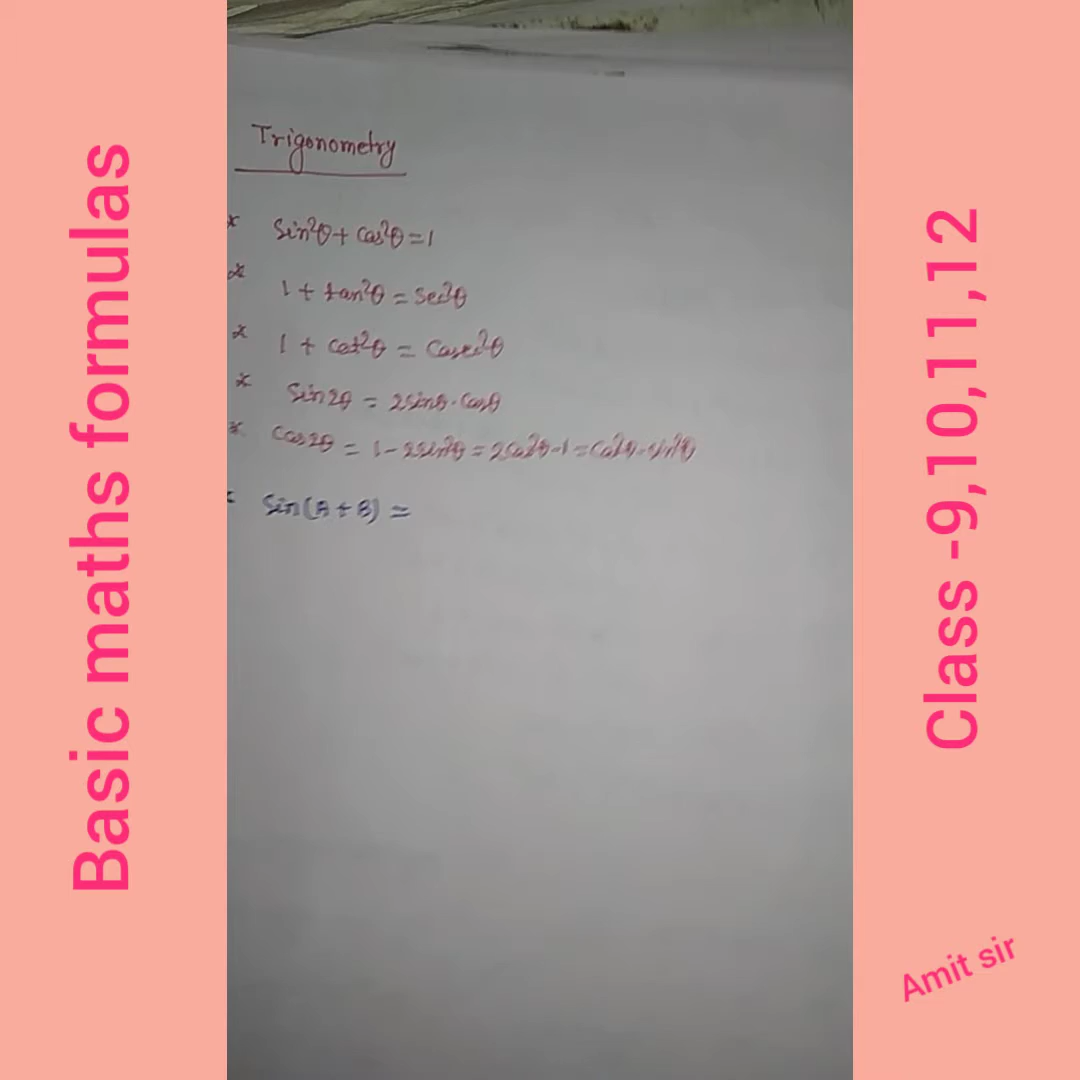 Basic maths formulas
Trigonometry
* Sin²θ + Cos²θ = 1
* 1 + tan²θ = Sec²θ
* 1 + Cot²θ = Cosec²θ
* Sin2θ = 2Sinθ · Cosθ
* Cos2θ = 1 - 2Sin²θ = 2Cos²θ - 1 = Cos²θ - Sin²θ
* Sin(A + B) =
Class -9,10,11,12
Amit sir